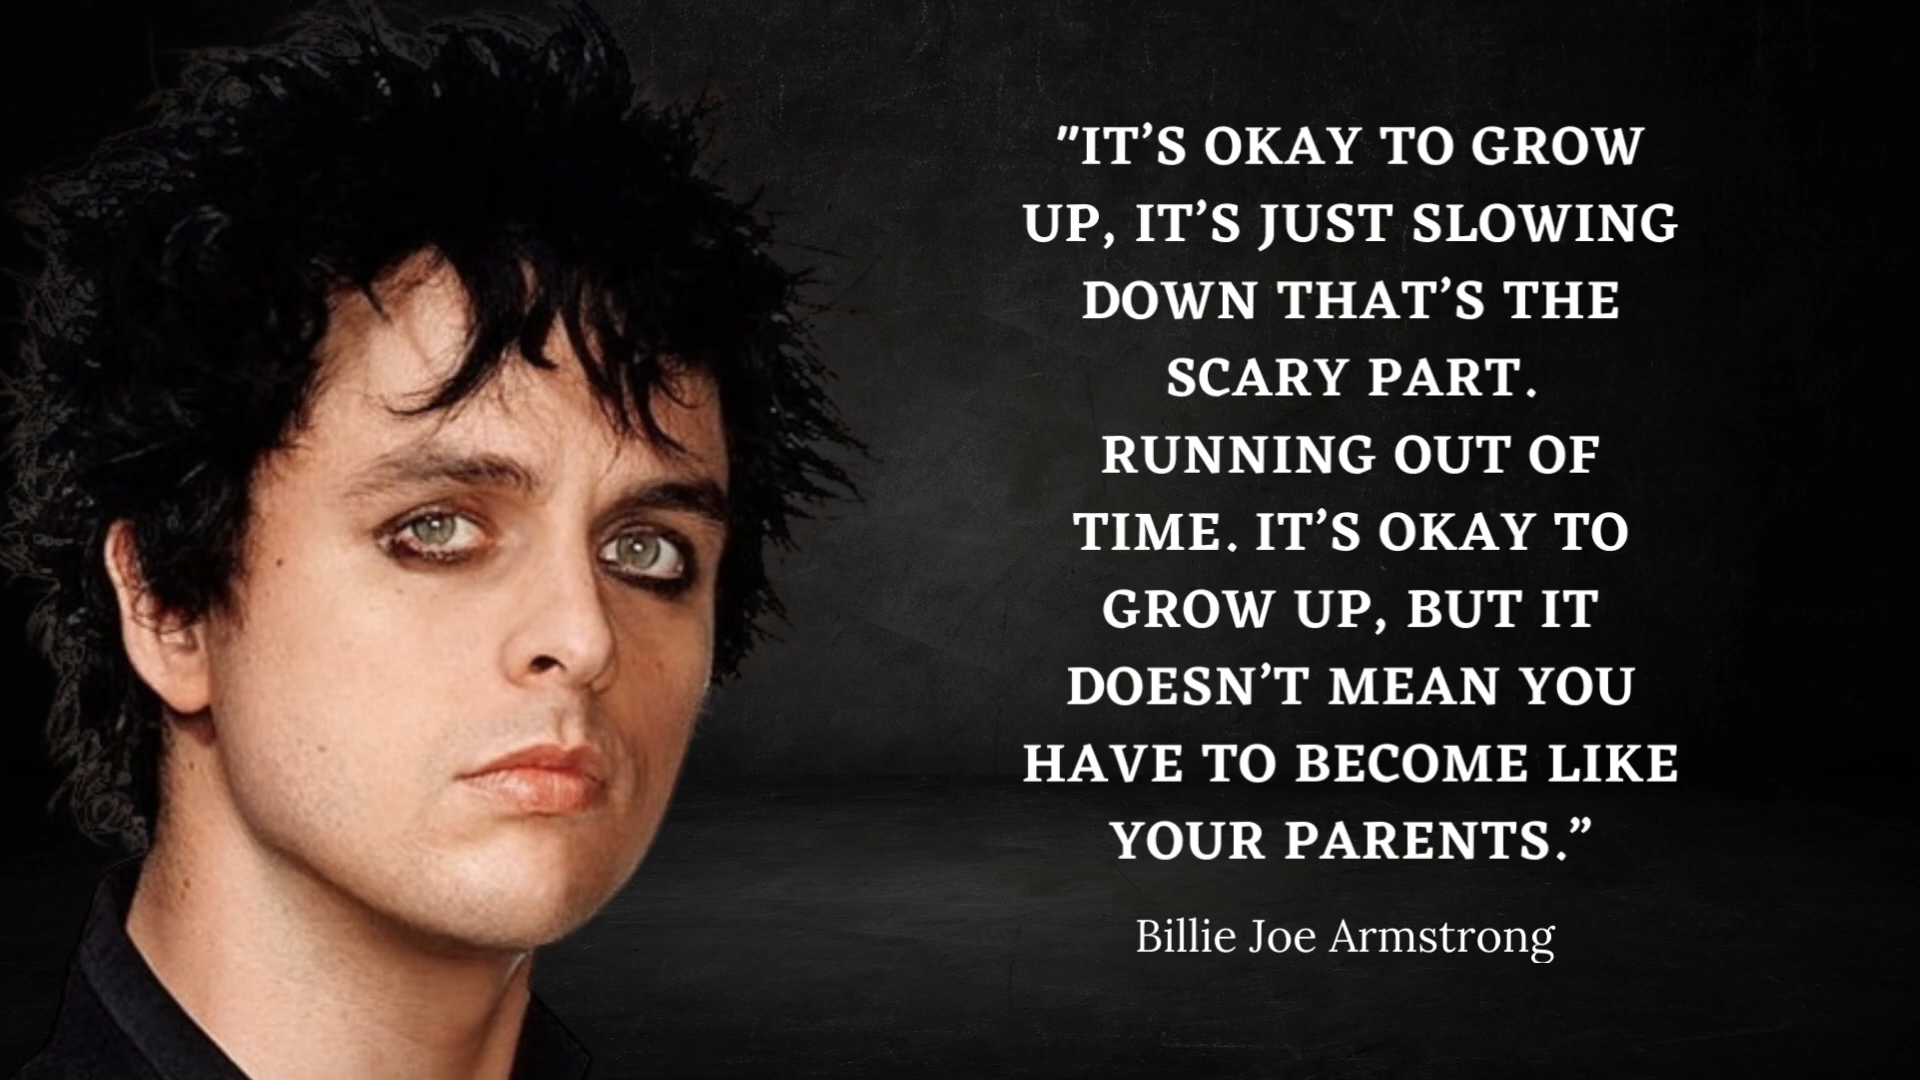 "IT’S OKAY TO GROW
UP, IT’S JUST SLOWING
DOWN THAT’S THE
SCARY PART.
RUNNING OUT OF
TIME. IT’S OKAY TO
GROW UP, BUT IT
DOESN’T MEAN YOU
HAVE TO BECOME LIKE
YOUR PARENTS.”
Billie Joe Armstrong